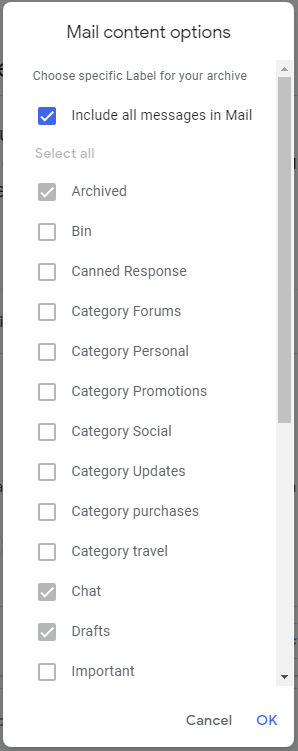 Mail content options
Choose specific Label for your archive
Include all messages in Mail
Select all
Archived
Bin
Canned Response
Category Forums
Category Personal
Category Promotions
Category Social
Category Updates
Category purchases
Category travel
Chat
Drafts
Important
Cancel OK